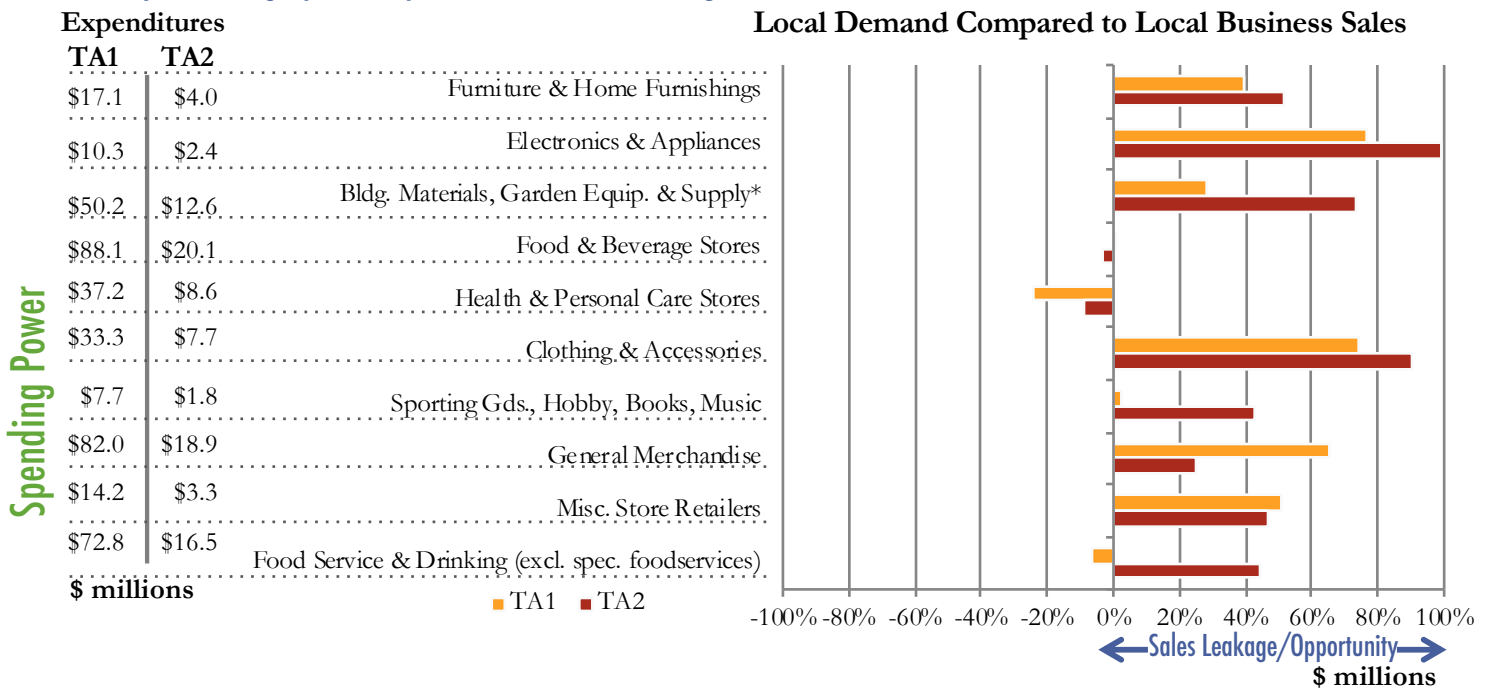 Expenditures
TA1 TA2
Local Demand Compared to Local Business Sales
$17.1 $4.0 Furniture & Home Furnishings
$10.3 $2.4 Electronics & Appliances
$50.2 $12.6 Bldg. Materials, Garden Equip. & Supply*
$88.1 $20.1 Food & Beverage Stores
$37.2 $8.6 Health & Personal Care Stores
$33.3 $7.7 Clothing & Accessories
$7.7 $1.8 Sporting Gds., Hobby, Books, Music
$82.0 $18.9 General Merchandise
$14.2 $3.3 Misc. Store Retailers
$72.8 $16.5 Food Service & Drinking (excl. spec. foodservices)
Spending Power
$ millions
TA1 TA2
-100% -80% -60% -40% -20% 0% 20% 40% 60% 80% 100%
Sales Leakage/Opportunity
$ millions